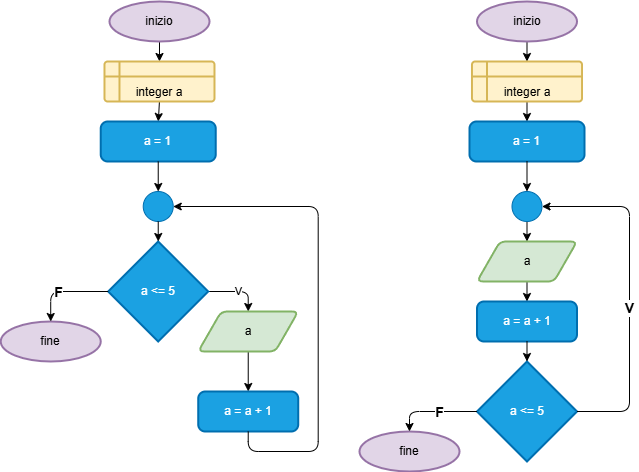 inizio
integer a
a = 1
a <= 5
F
V
fine
a
a = a + 1
inizio
integer a
a = 1
a
a = a + 1
a <= 5
V
F
fine